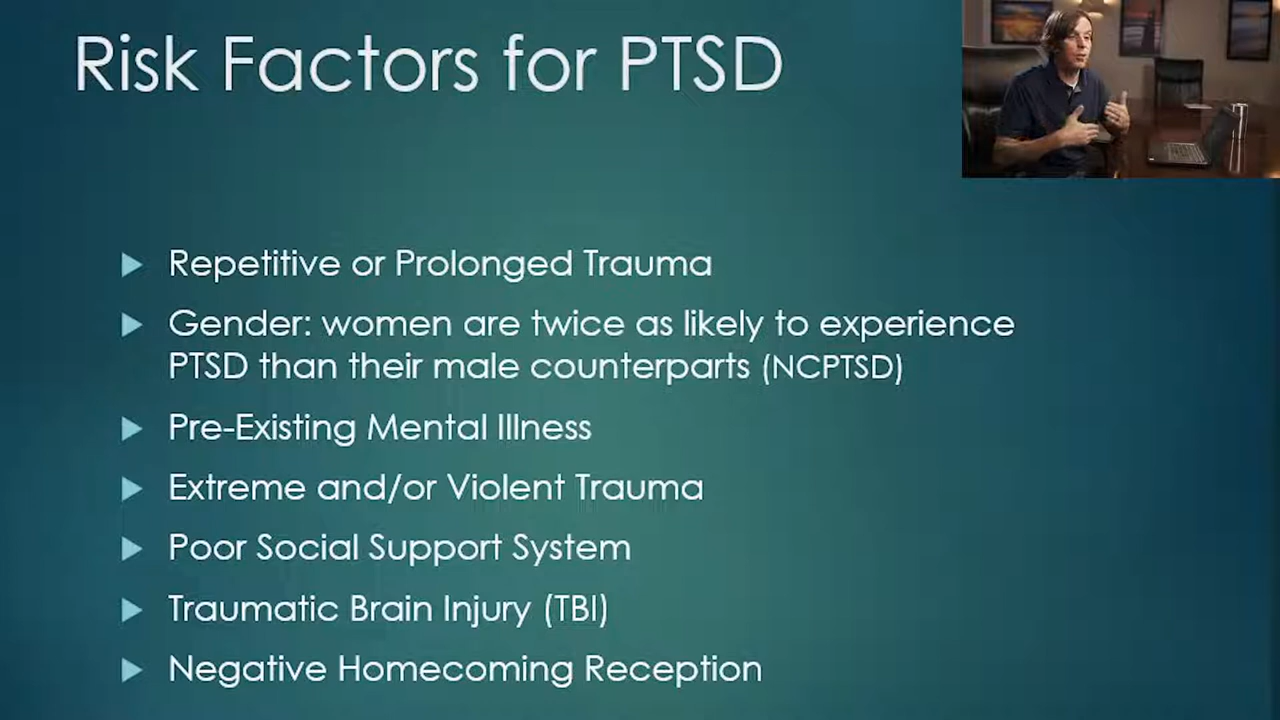 Risk Factors for PTSD
Repetitive or Prolonged Trauma
Gender: women are twice as likely to experience
PTSD than their male counterparts (NCPTSD)
Pre-Existing Mental Illness
Extreme and/or Violent Trauma
Poor Social Support System
Traumatic Brain Injury (TBI)
Negative Homecoming Reception